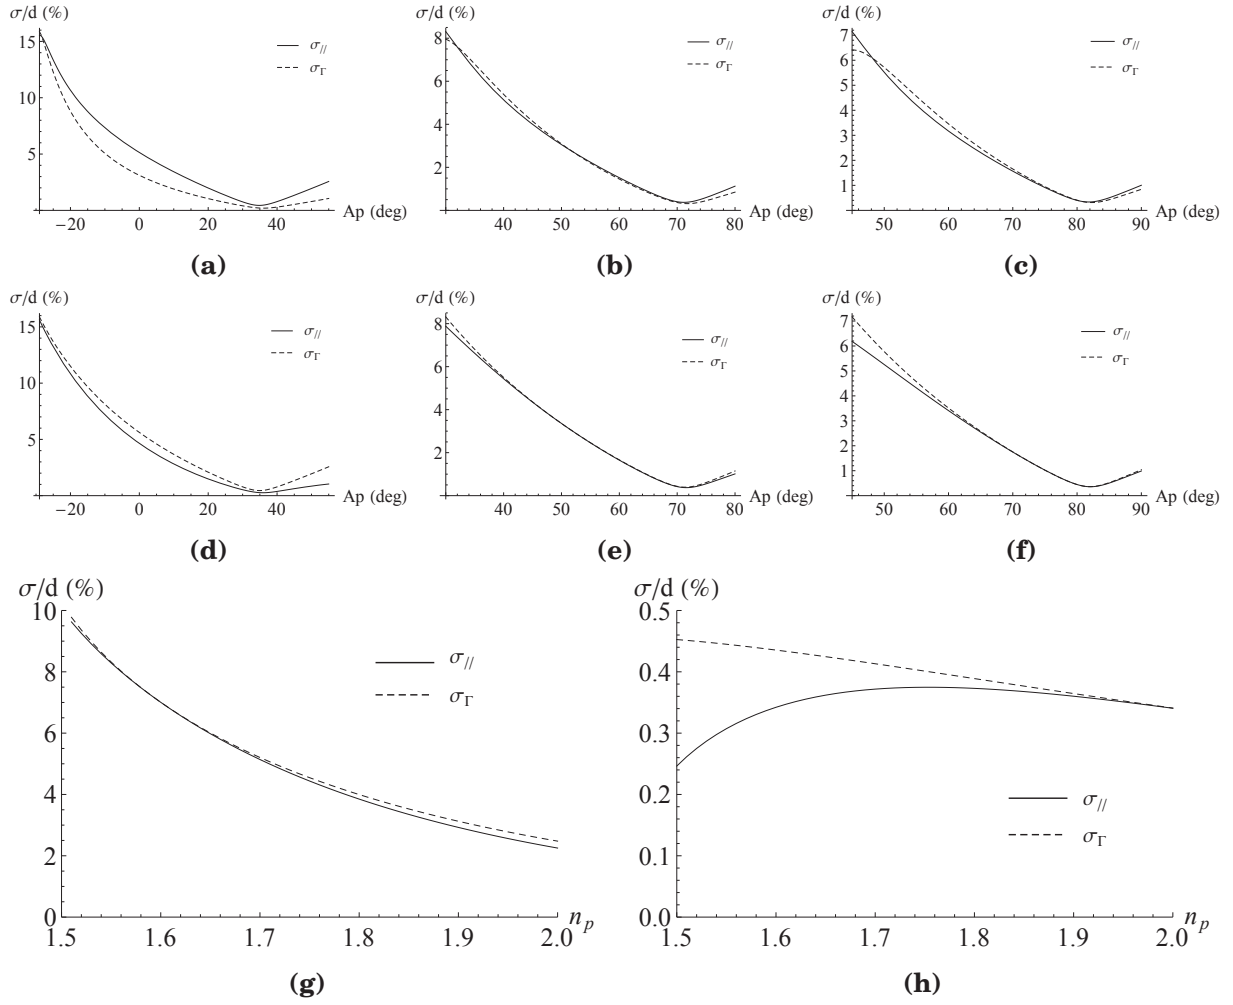 σ/d (%)
15
10
5
−20 0 20 40 Ap (deg)
σ//
σΓ
(a)
σ/d (%)
8
6
4
2
40 50 60 70 80 Ap (deg)
σ//
σΓ
(b)
σ/d (%)
7
6
5
4
3
2
1
50 60 70 80 90 Ap (deg)
σ//
σΓ
(c)
σ/d (%)
15
10
5
−20 0 20 40 Ap (deg)
σ//
σΓ
(d)
σ/d (%)
8
6
4
2
40 50 60 70 80 Ap (deg)
σ//
σΓ
(e)
σ/d (%)
7
6
5
4
3
2
1
50 60 70 80 90 Ap (deg)
σ//
σΓ
(f)
σ/d (%)
10
8
6
4
2
0
1.5 1.6 1.7 1.8 1.9 2.0 np
σ//
σΓ
(g)
σ/d (%)
0.5
0.4
0.3
0.2
0.1
0.0
1.5 1.6 1.7 1.8 1.9 2.0 np
σ//
σΓ
(h)